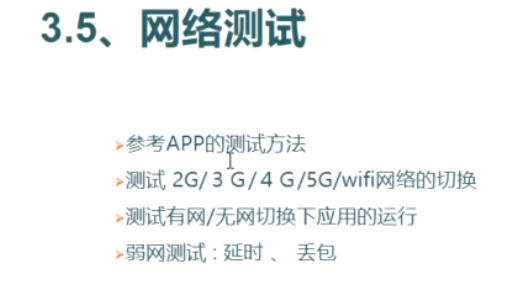 3.5、网络测试
➢参考APP的测试方法
➢测试 2G/ 3 G / 4 G /5G/wifi网络的切换
➢测试有网/无网切换下应用的运行
➢弱网测试 : 延时 、 丢包